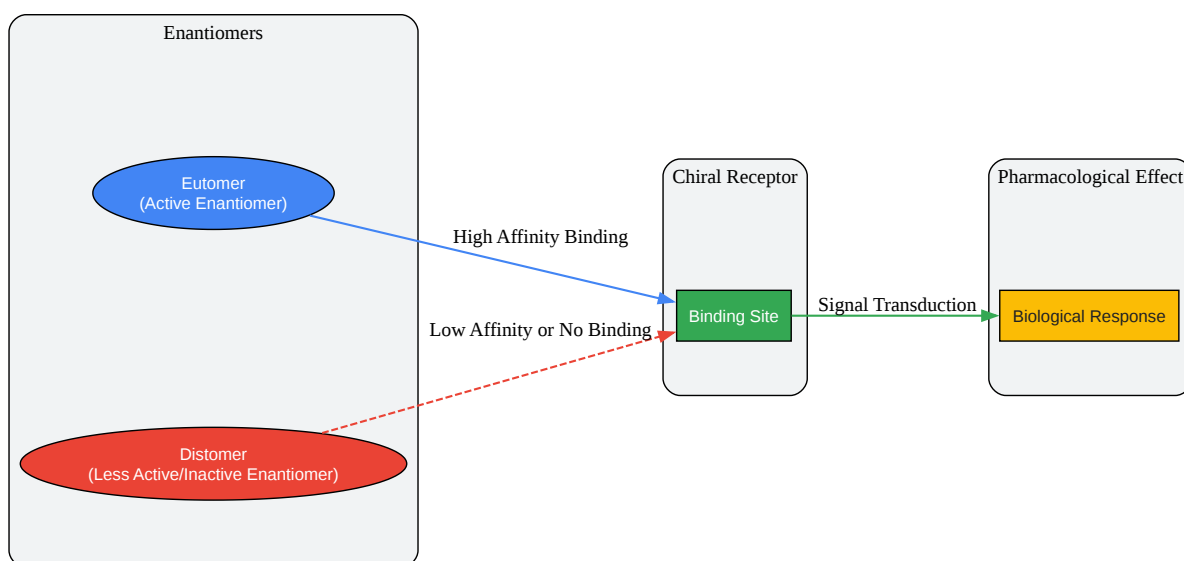 Enantiomers
Eutomer
(Active Enantiomer)
High Affinity Binding
Low Affinity or No Binding
Distomer
(Less Active/Inactive Enantiomer)
Chiral Receptor
Binding Site
Signal Transduction
Pharmacological Effect
Biological Response